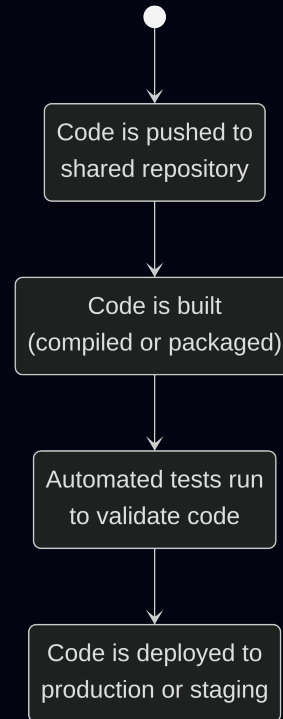 Code is pushed to
shared repository
Code is built
(compiled or packaged)
Automated tests run
to validate code
Code is deployed to
production or staging